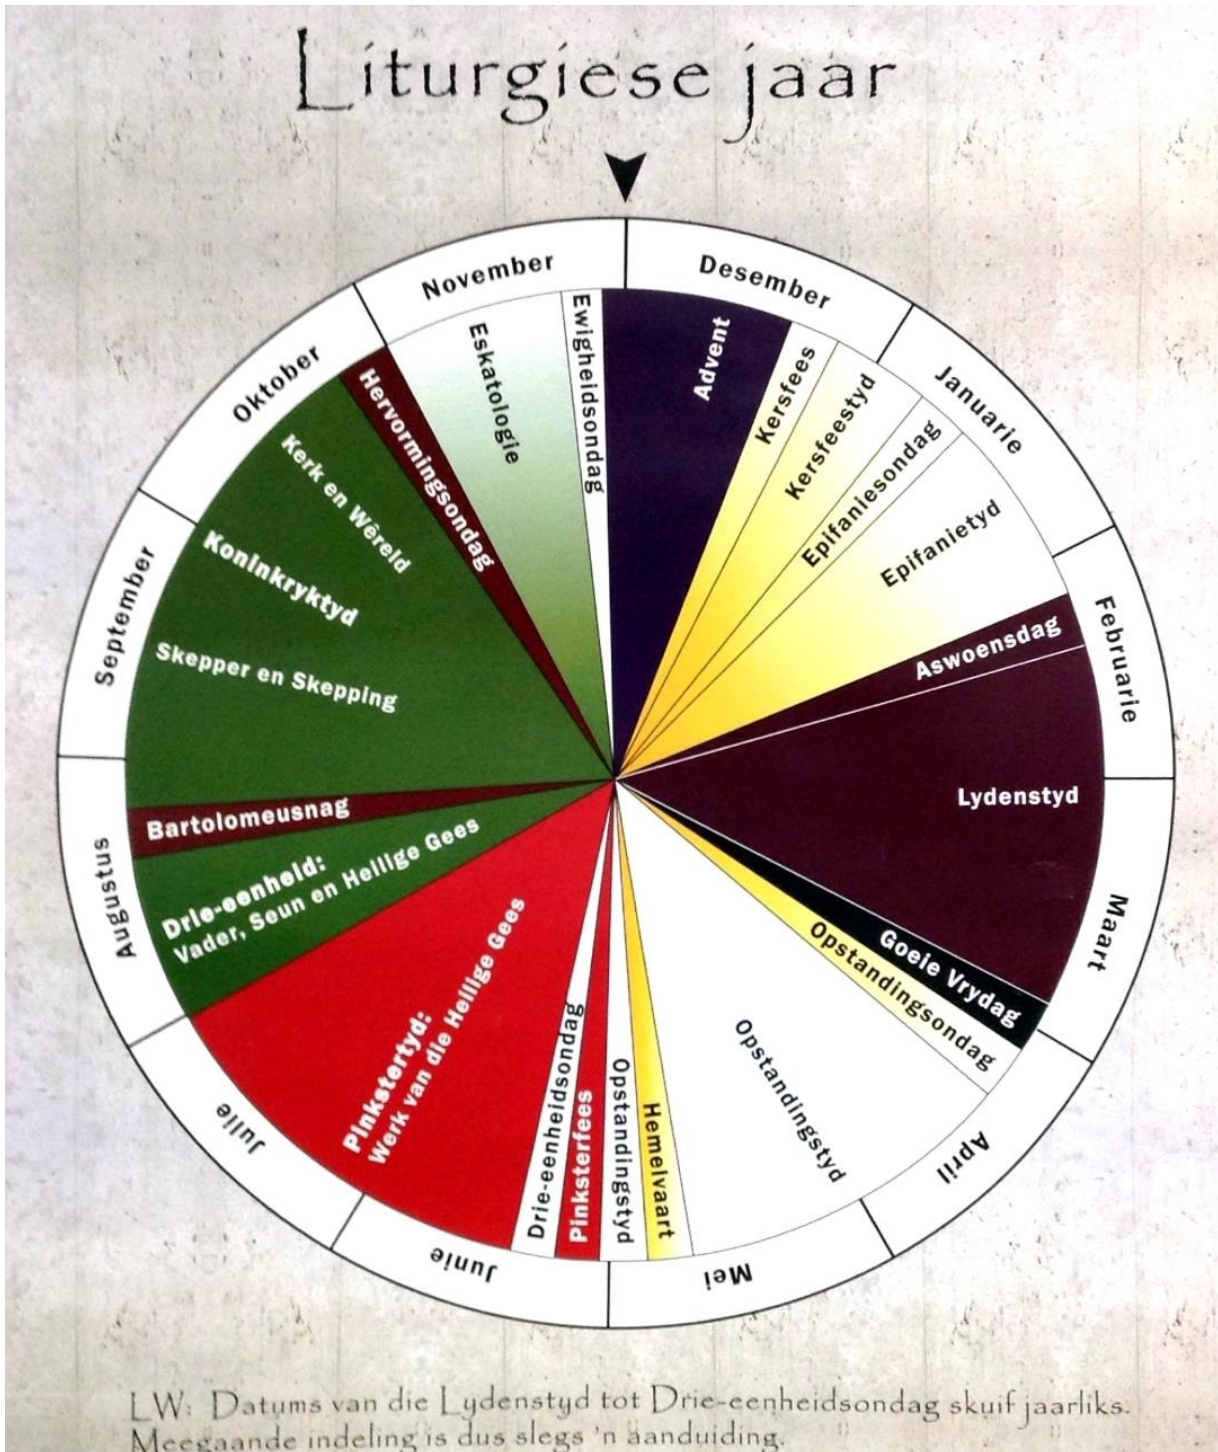 Liturgiese jaar
Desember
Januarie
Februarie
Maart
April
Mei
Junie
Julie
Augustus
September
Oktober
November
Advent
Kersfees
Kersfeestyd
Epifaniesondag
Epifanietyd
Aswoensdag
Lydenstyd
Goeie Vrydag
Opstandingsondag
Opstandingstyd
Hemelvaart
Opstandingstyd
Pinksterfees
Drie-eenheidsondag
Pinkstertyd:
Werk van die Heilige Gees
Drie-eenheid:
Vader, Seun en Heilige Gees
Bartolomeusnag
Skepper en Skepping
Koninkryktyd
Kerk en Wêreld
Hervormingsondag
Eskatologie
Ewigheidsondag
LW: Datums van die Lydenstyd tot Drie-eenheidsondag skuif jaarliks.
Meegaande indeling is dus slegs 'n aanduiding.